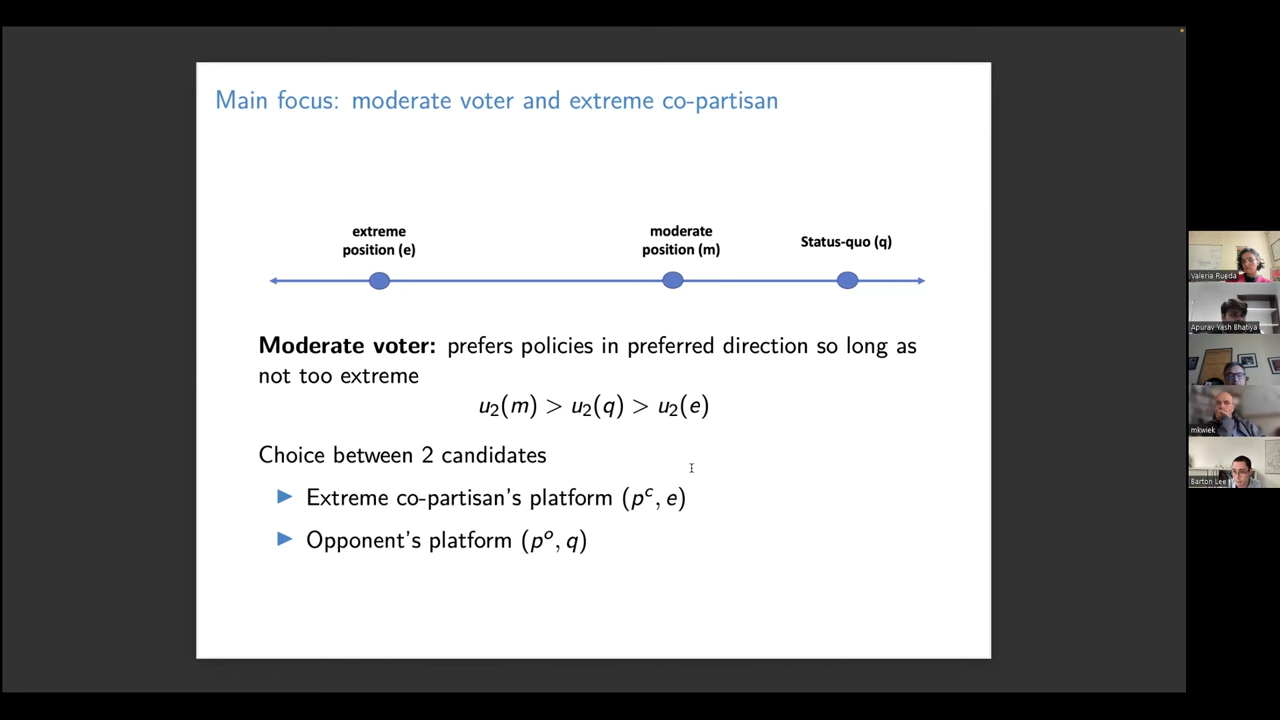 Main focus: moderate voter and extreme co-partisan
extreme
position (e)
moderate
position (m)
Status-quo (q)
Moderate voter: prefers policies in preferred direction so long as
not too extreme
u₂(m) > u₂(q) > u₂(e)
Choice between 2 candidates
▶ Extreme co-partisan's platform (pᶜ, e)
▶ Opponent's platform (pᵒ, q)
Valeria Rueda
Apurav Yash Bhatiya
mkwiek
Barton Lee